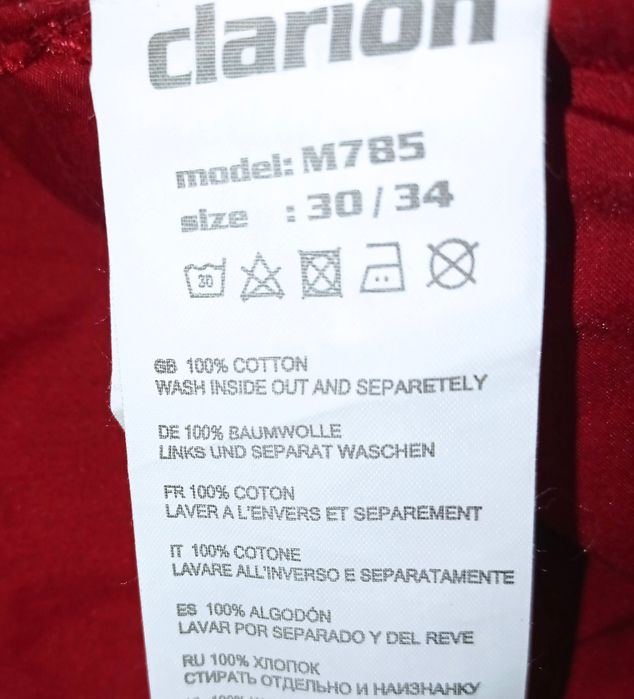 clarion
model: M785
size : 30 / 34
30
GB 100% COTTON
WASH INSIDE OUT AND SEPARETELY
DE 100% BAUMWOLLE
LINKS UND SEPARAT WASCHEN
FR 100% COTON
LAVER A L'ENVERS ET SEPAREMENT
IT 100% COTONE
LAVARE ALL'INVERSO E SEPARATAMENTE
ES 100% ALGODÓN
LAVAR POR SEPARADO Y DEL REVE
RU 100% ХЛОПОК
СТИРАТЬ ОТДЕЛЬНО И НАИЗНАНКУ
100%